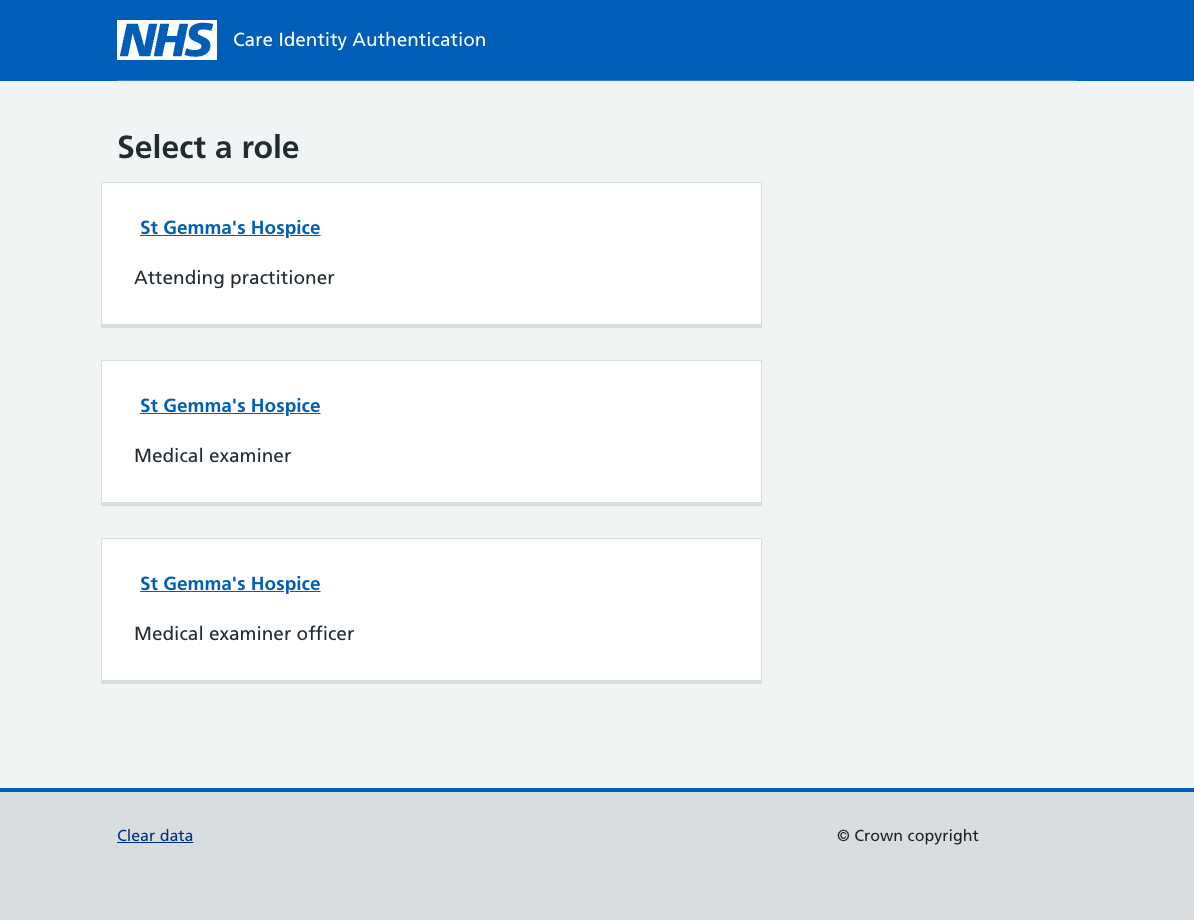 NHS Care Identity Authentication
Select a role
St Gemma's Hospice
Attending practitioner
St Gemma's Hospice
Medical examiner
St Gemma's Hospice
Medical examiner officer
Clear data
© Crown copyright